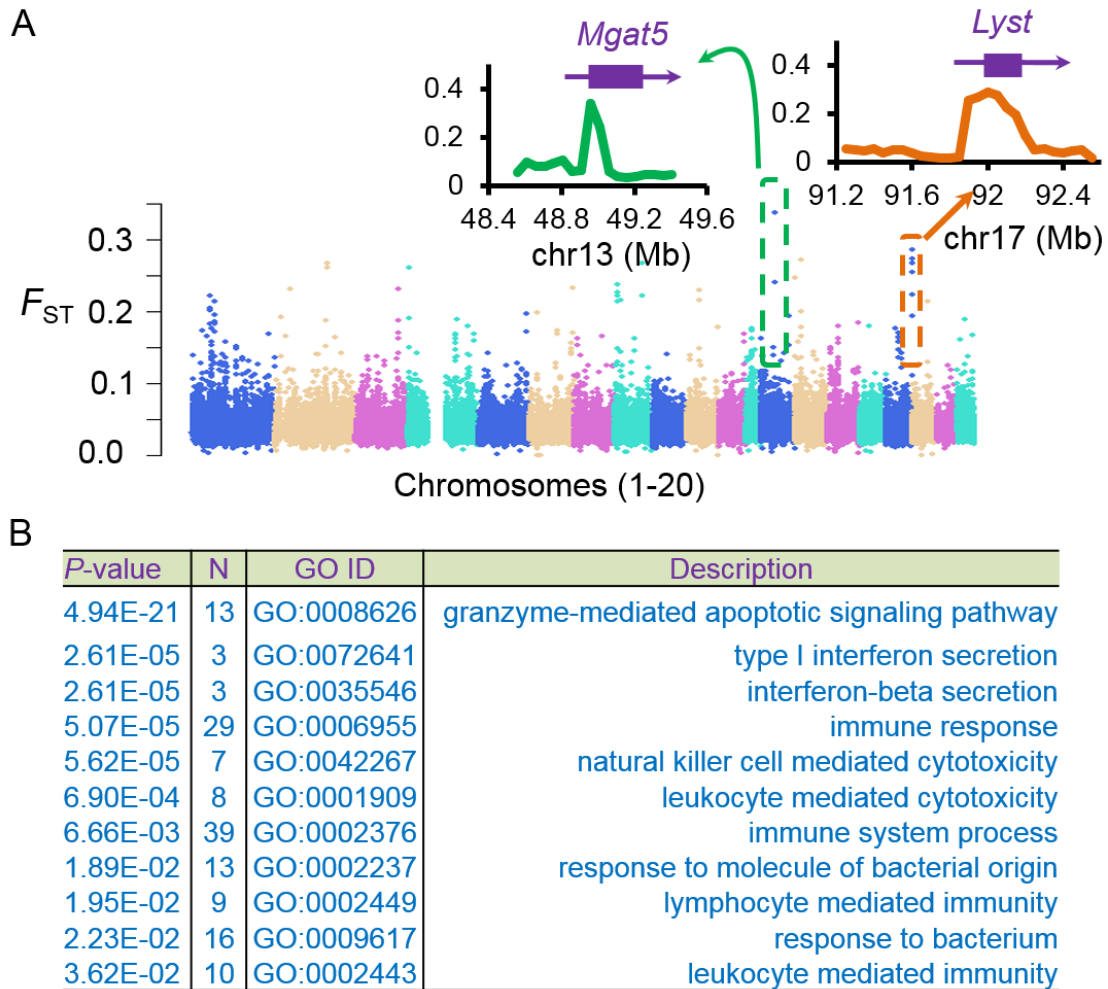 A
Mgat5
Lyst
0.4
0.2
0
48.4 48.8 49.2 49.6
chr13 (Mb)
0.4
0.2
0
91.2 91.6 92 92.4
chr17 (Mb)
0.3
0.2
0.1
0.0
FST
Chromosomes (1-20)
B
P-value N GO ID Description
4.94E-21 13 GO:0008626 granzyme-mediated apoptotic signaling pathway
2.61E-05 3 GO:0072641 type I interferon secretion
2.61E-05 3 GO:0035546 interferon-beta secretion
5.07E-05 29 GO:0006955 immune response
5.62E-05 7 GO:0042267 natural killer cell mediated cytotoxicity
6.90E-04 8 GO:0001909 leukocyte mediated cytotoxicity
6.66E-03 39 GO:0002376 immune system process
1.89E-02 13 GO:0002237 response to molecule of bacterial origin
1.95E-02 9 GO:0002449 lymphocyte mediated immunity
2.23E-02 16 GO:0009617 response to bacterium
3.62E-02 10 GO:0002443 leukocyte mediated immunity